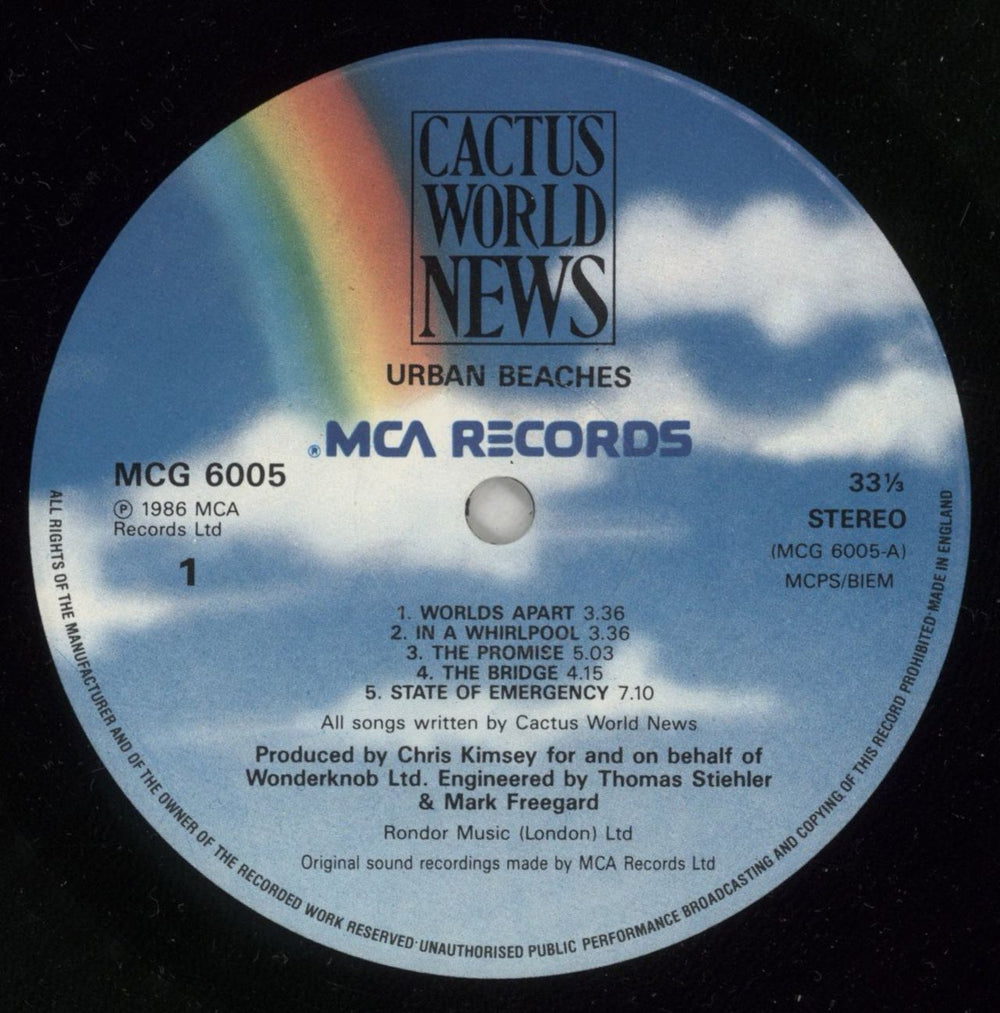 CACTUS
WORLD
NEWS
URBAN BEACHES
® MCA RECORDS
MCG 6005
℗ 1986 MCA
Records Ltd
1
33⅓
STEREO
(MCG 6005-A)
MCPS/BIEM
1. WORLDS APART 3.36
2. IN A WHIRLPOOL 3.36
3. THE PROMISE 5.03
4. THE BRIDGE 4.15
5. STATE OF EMERGENCY 7.10
All songs written by Cactus World News
Produced by Chris Kimsey for and on behalf of
Wonderknob Ltd. Engineered by Thomas Stiehler
& Mark Freegard
Rondor Music (London) Ltd
Original sound recordings made by MCA Records Ltd
ALL RIGHTS OF THE MANUFACTURER AND OF THE OWNER OF THE RECORDED WORK RESERVED·UNAUTHORISED PUBLIC PERFORMANCE BROADCASTING AND COPYING OF THIS RECORD PROHIBITED·MADE IN ENGLAND